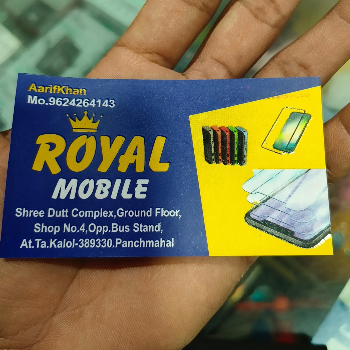 AarifKhan
Mo.9624264143
ROYAL
MOBILE
Shree Dutt Complex,Ground Floor,
Shop No.4,Opp.Bus Stand,
At.Ta.Kalol-389330.Panchmahal